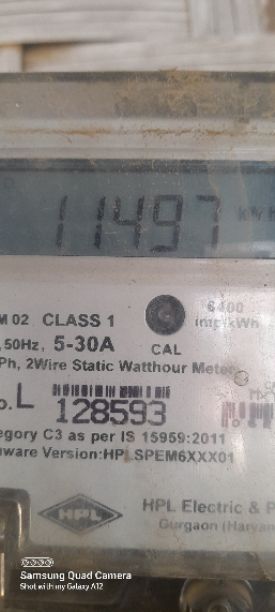 11497 KWH
M 02 CLASS 1
6400
imp/kWh
, 50Hz, 5-30A
CAL
Ph, 2Wire Static Watthour Meter
o. L 128593
egory C3 as per IS 15959:2011
ware Version:HPLSPEM6XXX01
HPL
HPL Electric & P
Gurgaon (Haryan
Samsung Quad Camera
Shot with my Galaxy A12